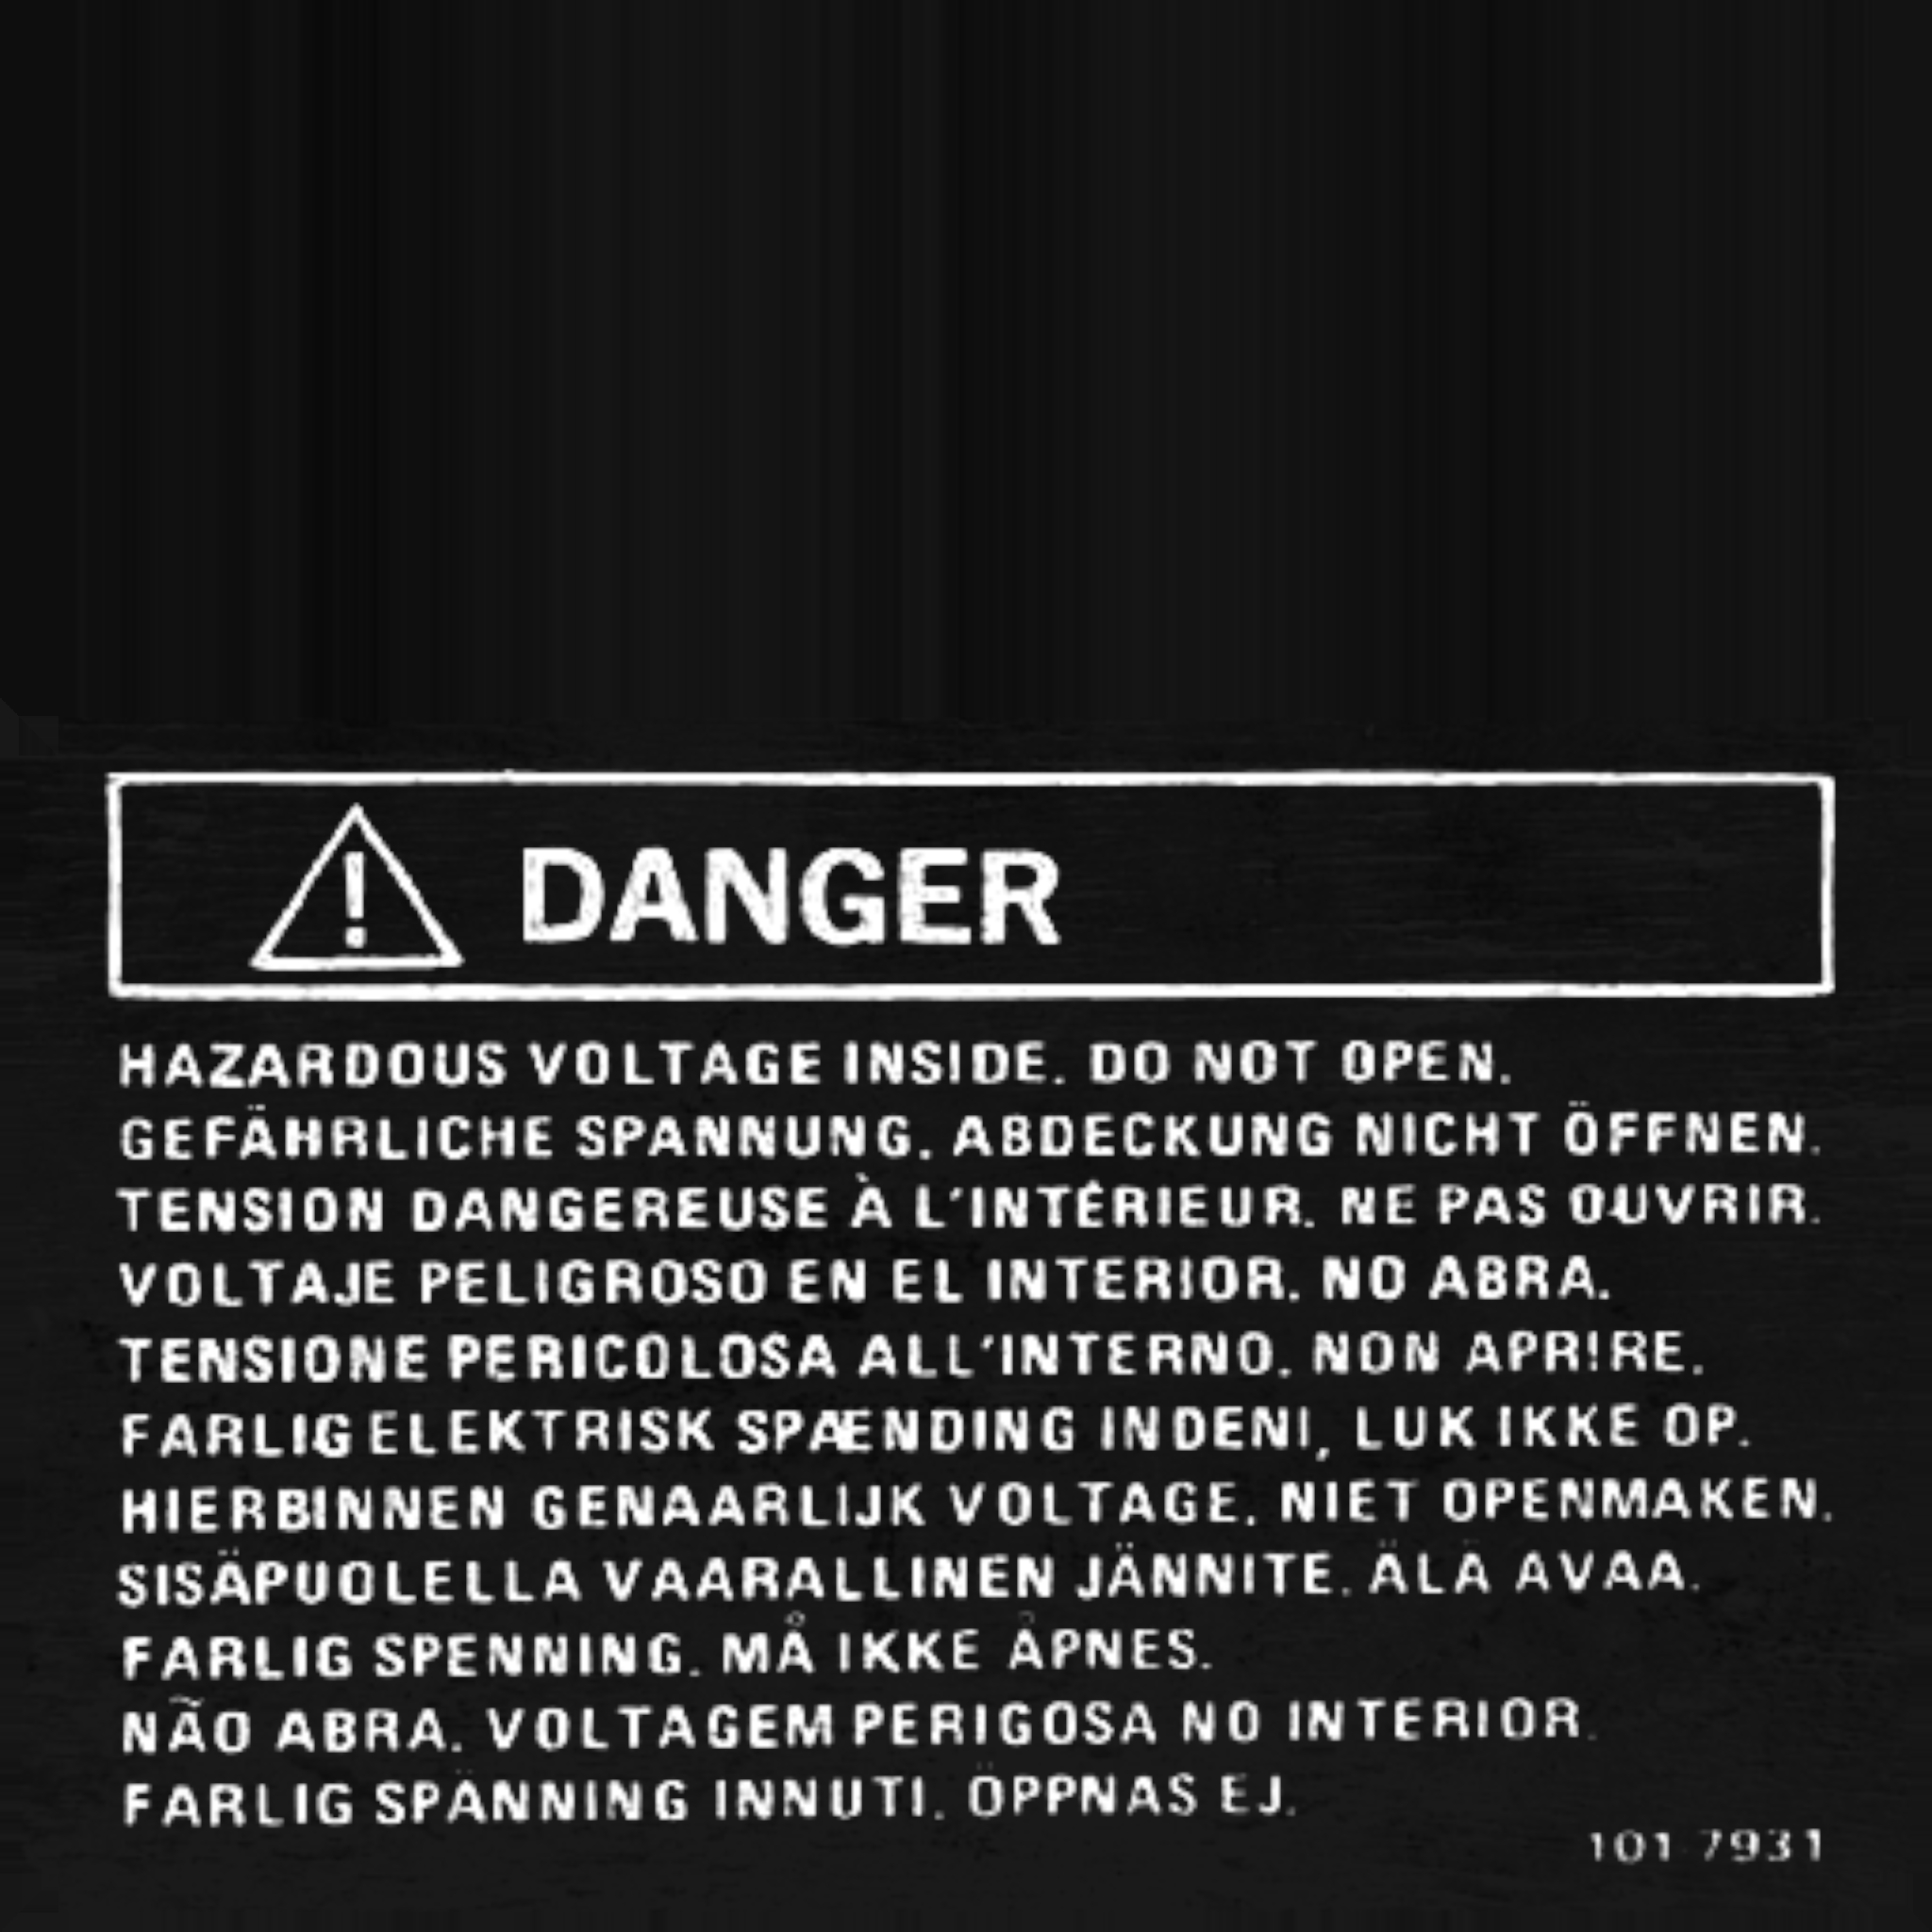 DANGER
HAZARDOUS VOLTAGE INSIDE. DO NOT OPEN.
GEFÄHRLICHE SPANNUNG. ABDECKUNG NICHT ÖFFNEN.
TENSION DANGEREUSE À L'INTÉRIEUR. NE PAS OUVRIR.
VOLTAJE PELIGROSO EN EL INTERIOR. NO ABRA.
TENSIONE PERICOLOSA ALL'INTERNO. NON APRIRE.
FARLIG ELEKTRISK SPÆNDING INDENI, LUK IKKE OP.
HIERBINNEN GENAARLIJK VOLTAGE. NIET OPENMAKEN.
SISÄPUOLELLA VAARALLINEN JÄNNITE. ÄLÄ AVAA.
FARLIG SPENNING. MÅ IKKE ÅPNES.
NÃO ABRA. VOLTAGEM PERIGOSA NO INTERIOR.
FARLIG SPÄNNING INNUTI. ÖPPNAS EJ.
101-7931